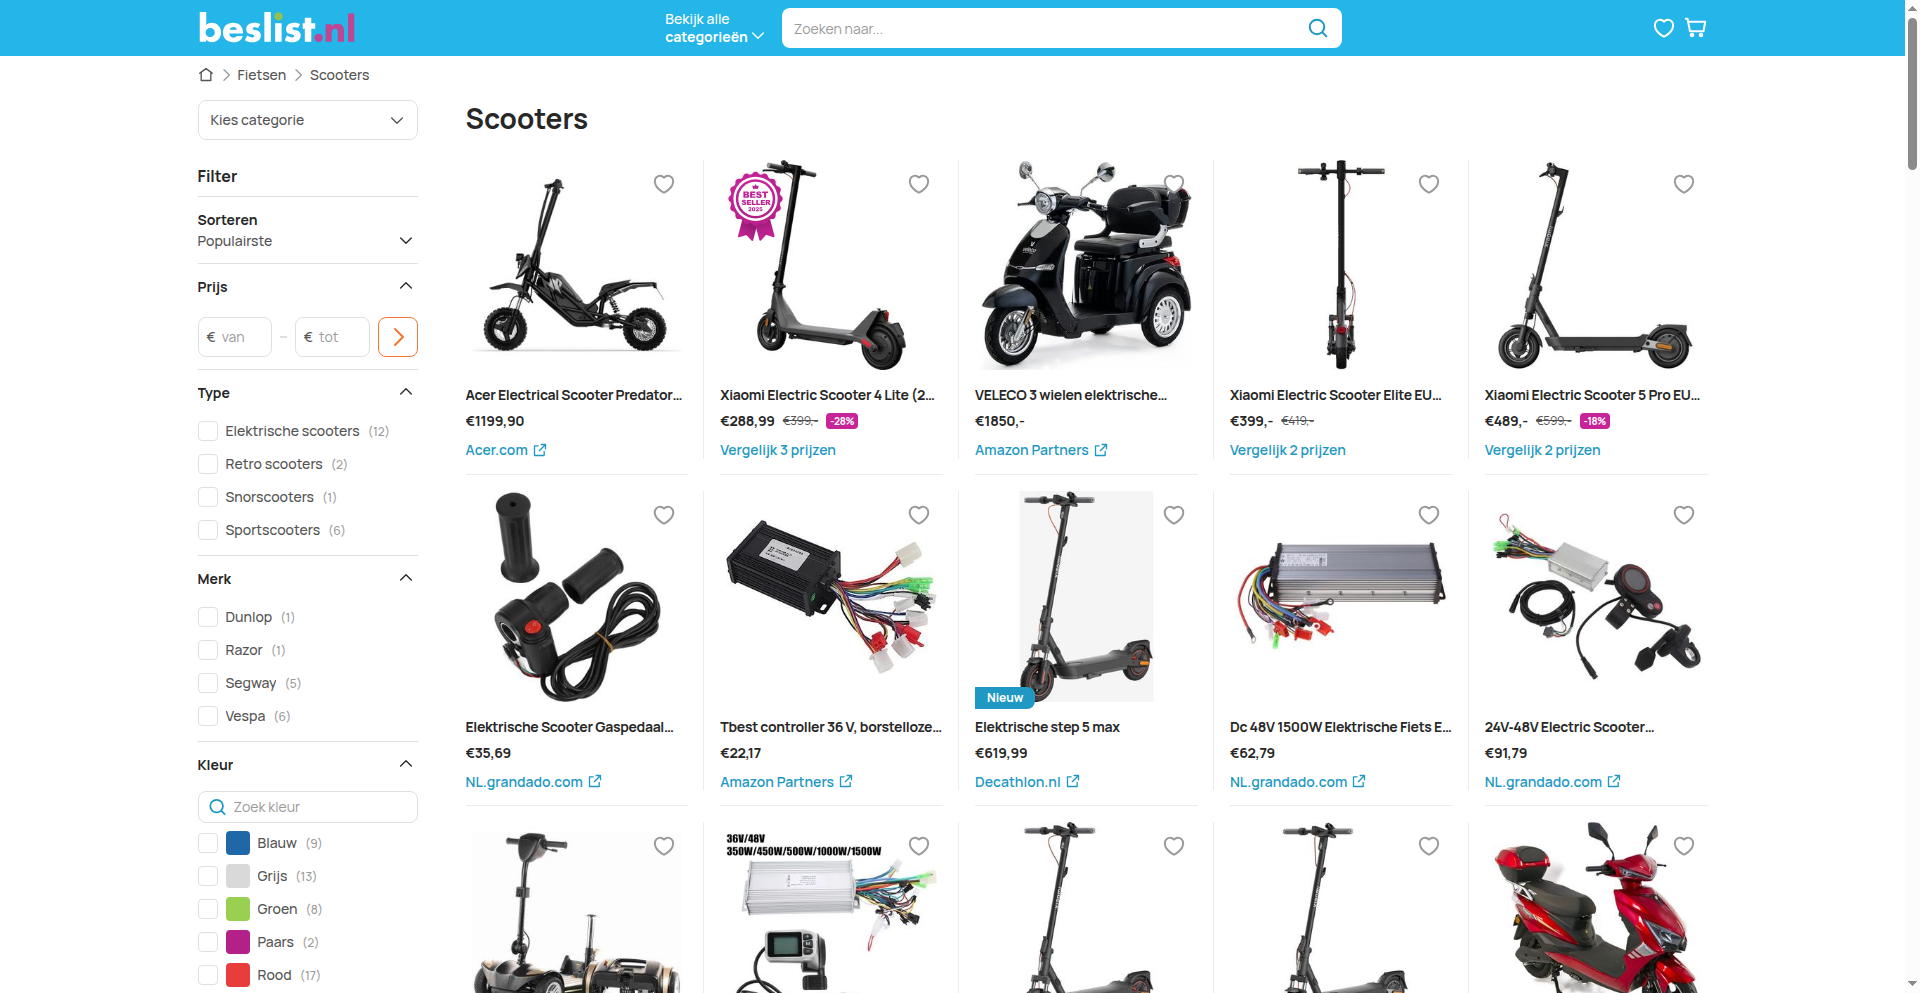 beslist.nl
Bekijk alle
categorieën
Zoeken naar...
Fietsen
Scooters
Kies categorie
Scooters
Filter
Sorteren
Populairste
Prijs
€ van
–
€ tot
Type
Elektrische scooters (12)
Retro scooters (2)
Snorscooters (1)
Sportscooters (6)
Merk
Dunlop (1)
Razor (1)
Segway (5)
Vespa (6)
Kleur
Zoek kleur
Blauw (9)
Grijs (13)
Groen (8)
Paars (2)
Rood (17)
Acer Electrical Scooter Predator...
€1199,90
Acer.com
BEST
SELLER
2025
Xiaomi Electric Scooter 4 Lite (2...
€288,99 €399,- -28%
Vergelijk 3 prijzen
VELECO 3 wielen elektrische...
€1850,-
Amazon Partners
Xiaomi Electric Scooter Elite EU...
€399,- €419,-
Vergelijk 2 prijzen
Xiaomi Electric Scooter 5 Pro EU...
€489,- €599,- -18%
Vergelijk 2 prijzen
Elektrische Scooter Gaspedaal...
€35,69
NL.grandado.com
Tbest controller 36 V, borstelloze...
€22,17
Amazon Partners
Nieuw
Elektrische step 5 max
€619,99
Decathlon.nl
Dc 48V 1500W Elektrische Fiets E...
€62,79
NL.grandado.com
24V-48V Electric Scooter...
€91,79
NL.grandado.com
36V/48V
350W/450W/500W/1000W/1500W